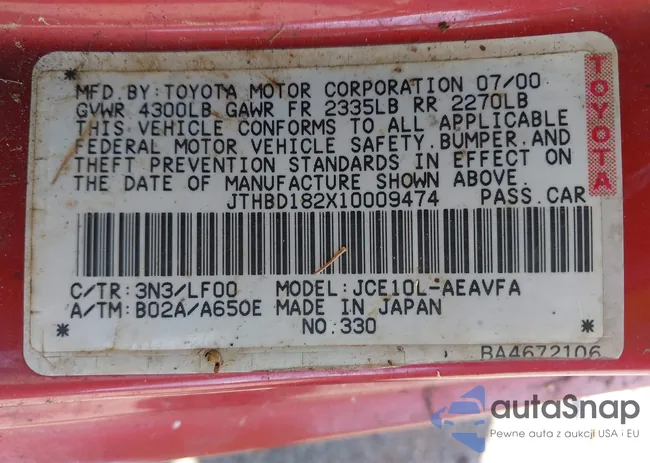 MFD.BY:TOYOTA MOTOR CORPORATION 07/00
GVWR 4300LB GAWR FR 2335LB RR 2270LB
THIS VEHICLE CONFORMS TO ALL APPLICABLE
FEDERAL MOTOR VEHICLE SAFETY,BUMPER,AND
THEFT PREVENTION STANDARDS IN EFFECT ON
THE DATE OF MANUFACTURE SHOWN ABOVE.
JTHBD182X10009474 PASS.CAR
TOYOTA
C/TR:3N3/LF00 MODEL:JCE10L-AEAVFA
A/TM:B02A/A650E MADE IN JAPAN
* NO.330 *
BA4672106
autaSnap
Pewne auta z aukcji USA i EU